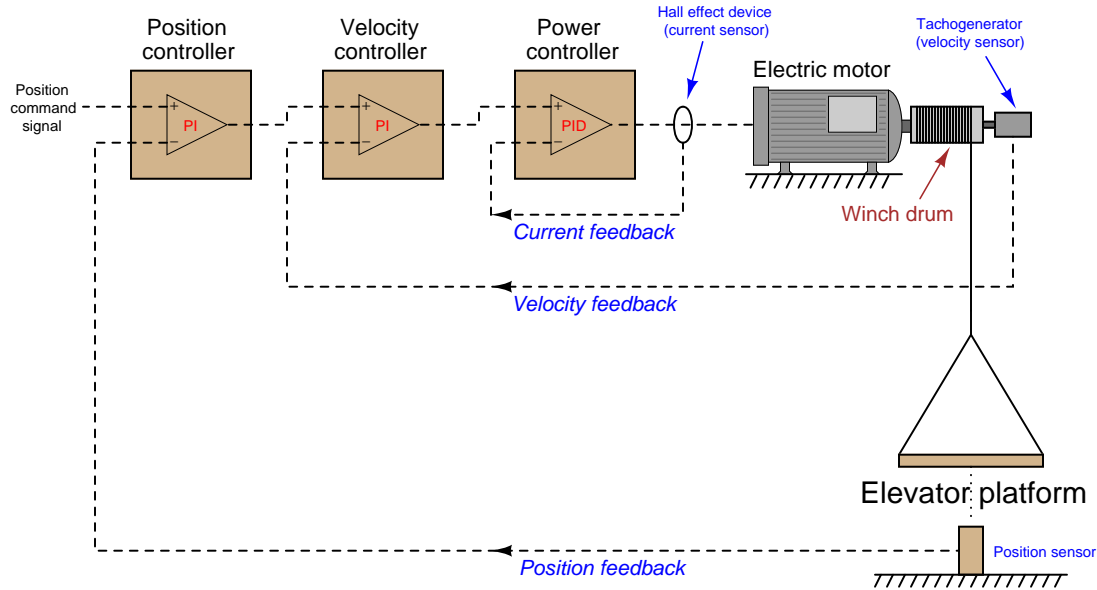 Hall effect device
(current sensor)
Tachogenerator
(velocity sensor)
Position
controller
Velocity
controller
Power
controller
Electric motor
Position
command
signal
+
−
PI
+
−
PI
+
−
PID
Winch drum
Current feedback
Velocity feedback
Elevator platform
Position sensor
Position feedback